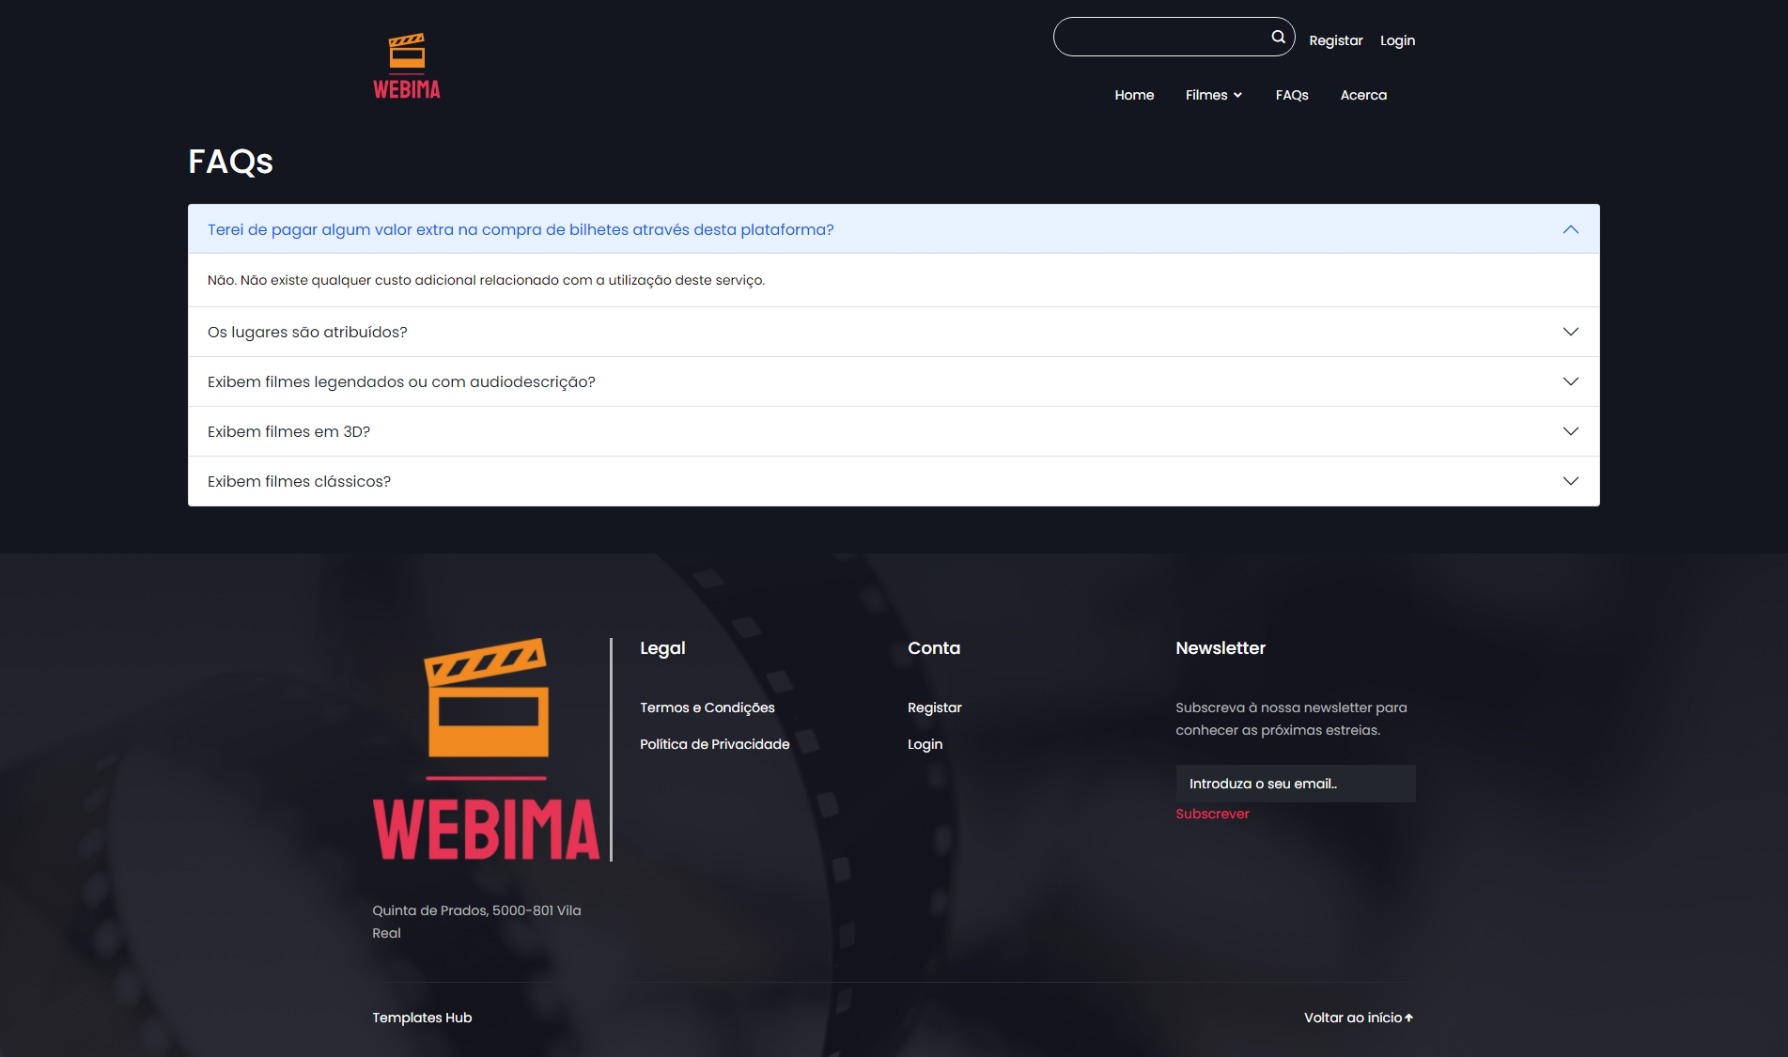 WEBIMA
Registar
Login
Home
Filmes
FAQs
Acerca
FAQs
Terei de pagar algum valor extra na compra de bilhetes através desta plataforma?
Não. Não existe qualquer custo adicional relacionado com a utilização deste serviço.
Os lugares são atribuídos?
Exibem filmes legendados ou com audiodescrição?
Exibem filmes em 3D?
Exibem filmes clássicos?
WEBIMA
Quinta de Prados, 5000-801 Vila
Real
Legal
Termos e Condições
Política de Privacidade
Conta
Registar
Login
Newsletter
Subscreva à nossa newsletter para
conhecer as próximas estreias.
Introduza o seu email..
Subscrever
Templates Hub
Voltar ao início